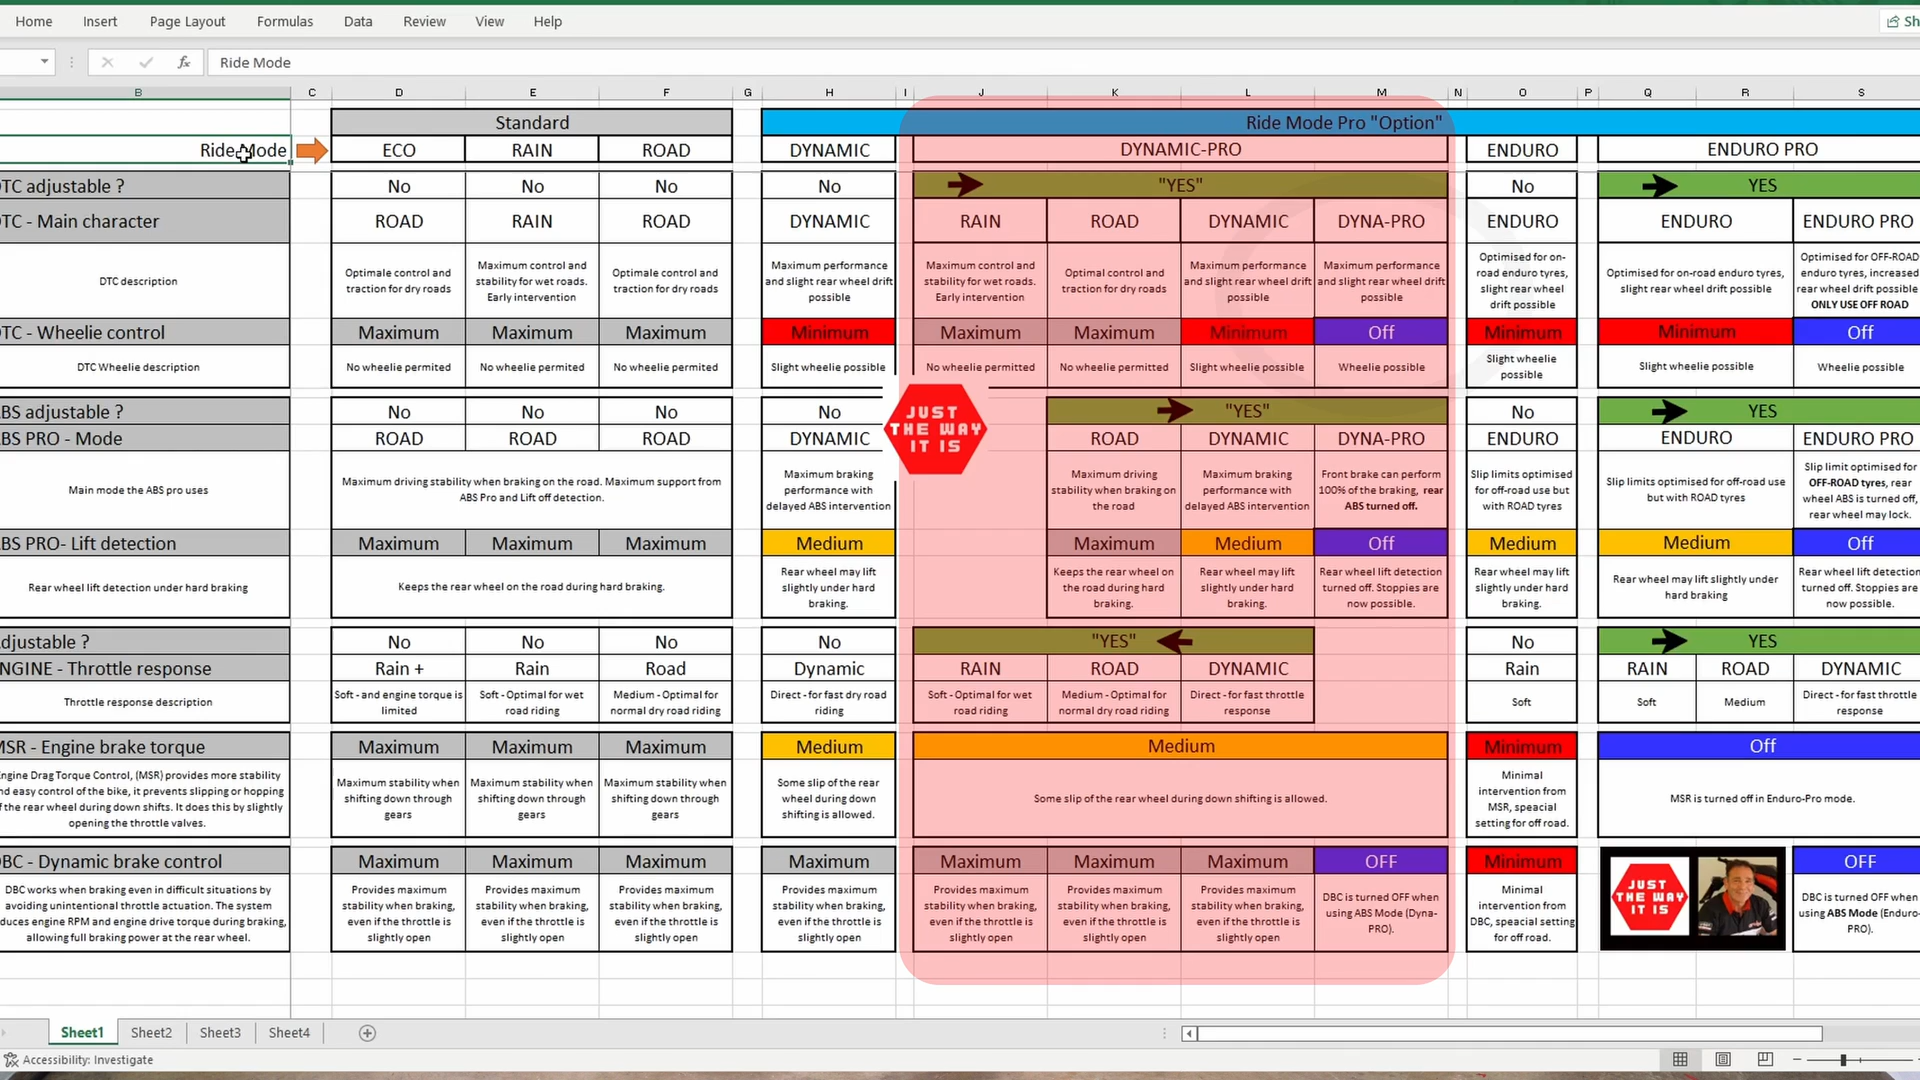 Home Insert Page Layout Formulas Data Review View Help
Ride Mode
B C D E F G H I J K L M N O P Q R S
Standard Ride Mode Pro "Option"
Ride Mode ECO RAIN ROAD DYNAMIC DYNAMIC-PRO ENDURO ENDURO PRO
DTC adjustable ? No No No No "YES" No YES
DTC - Main character ROAD RAIN ROAD DYNAMIC RAIN ROAD DYNAMIC DYNA-PRO ENDURO ENDURO ENDURO PRO
DTC description
Optimale control and
traction for dry roads
Maximum control and
stability for wet roads.
Early intervention
Optimale control and
traction for dry roads
Maximum performance
and slight rear wheel drift
possible
Maximum control and
stability for wet roads.
Early intervention
Optimal control and
traction for dry roads
Maximum performance
and slight rear wheel drift
possible
Maximum performance
and slight rear wheel drift
possible
Optimised for on-
road enduro tyres,
slight rear wheel
drift possible
Optimised for on-road enduro tyres,
slight rear wheel drift possible
Optimised for OFF-ROAD
enduro tyres, increased
rear wheel drift possible
ONLY USE OFF ROAD
DTC - Wheelie control Maximum Maximum Maximum Minimum Maximum Maximum Minimum Off Minimum Minimum Off
DTC Wheelie description
No wheelie permited
No wheelie permited
No wheelie permited
Slight wheelie possible
No wheelie permitted
No wheelie permitted
Slight wheelie possible
Wheelie possible
Slight wheelie
possible
Slight wheelie possible
Wheelie possible
ABS adjustable ? No No No No "YES" No YES
ABS PRO - Mode ROAD ROAD ROAD DYNAMIC ROAD DYNAMIC DYNA-PRO ENDURO ENDURO ENDURO PRO
JUST
THE WAY
IT IS
Main mode the ABS pro uses
Maximum driving stability when braking on the road. Maximum support from
ABS Pro and Lift off detection.
Maximum braking
performance with
delayed ABS intervention
Maximum driving
stability when braking on
the road
Maximum braking
performance with
delayed ABS intervention
Front brake can perform
100% of the braking, rear
ABS turned off.
Slip limits optimised
for off-road use but
with ROAD tyres
Slip limits optimised for off-road use
but with ROAD tyres
Slip limit optimised for
OFF-ROAD tyres, rear
wheel ABS is turned off,
rear wheel may lock.
ABS PRO- Lift detection Maximum Maximum Maximum Medium Maximum Medium Off Medium Medium Off
Rear wheel lift detection under hard braking
Keeps the rear wheel on the road during hard braking.
Rear wheel may lift
slightly under hard
braking.
Keeps the rear wheel on
the road during hard
braking.
Rear wheel may lift
slightly under hard
braking.
Rear wheel lift detection
turned off. Stoppies are
now possible.
Rear wheel may lift
slightly under hard
braking.
Rear wheel may lift slightly under
hard braking
Rear wheel lift detection
turned off. Stoppies are
now possible.
djustable ? No No No No "YES" No YES
NGINE - Throttle response Rain + Rain Road Dynamic RAIN ROAD DYNAMIC Rain RAIN ROAD DYNAMIC
Throttle response description
Soft - and engine torque is
limited
Soft - Optimal for wet
road riding
Medium - Optimal for
normal dry road riding
Direct - for fast dry road
riding
Soft - Optimal for wet
road riding
Medium - Optimal for
normal dry road riding
Direct - for fast throttle
response
Soft
Soft
Medium
Direct - for fast throttle
response
MSR - Engine brake torque Maximum Maximum Maximum Medium Medium Minimum Off
ngine Drag Torque Control, (MSR) provides more stability
nd easy control of the bike, it prevents slipping or hopping
f the rear wheel during down shifts. It does this by slightly
opening the throttle valves.
Maximum stability when
shifting down through
gears
Maximum stability when
shifting down through
gears
Maximum stability when
shifting down through
gears
Some slip of the rear
wheel during down
shifting is allowed.
Some slip of the rear wheel during down shifting is allowed.
Minimal
intervention from
MSR, speacial
setting for off road.
MSR is turned off in Enduro-Pro mode.
DBC - Dynamic brake control Maximum Maximum Maximum Maximum Maximum Maximum Maximum OFF Minimum OFF
DBC works when braking even in difficult situations by
avoiding unintentional throttle actuation. The system
duces engine RPM and engine drive torque during braking,
allowing full braking power at the rear wheel.
Provides maximum
stability when braking,
even if the throttle is
slightly open
Provides maximum
stability when braking,
even if the throttle is
slightly open
Provides maximum
stability when braking,
even if the throttle is
slightly open
Provides maximum
stability when braking,
even if the throttle is
slightly open
Provides maximum
stability when braking,
even if the throttle is
slightly open
Provides maximum
stability when braking,
even if the throttle is
slightly open
Provides maximum
stability when braking,
even if the throttle is
slightly open
DBC is turned OFF when
using ABS Mode (Dyna-
PRO).
Minimal
intervention from
DBC, speacial setting
for off road.
JUST
THE WAY
IT IS
DBC is turned OFF when
using ABS Mode (Enduro-
PRO).
Sheet1 Sheet2 Sheet3 Sheet4
Accessibility: Investigate